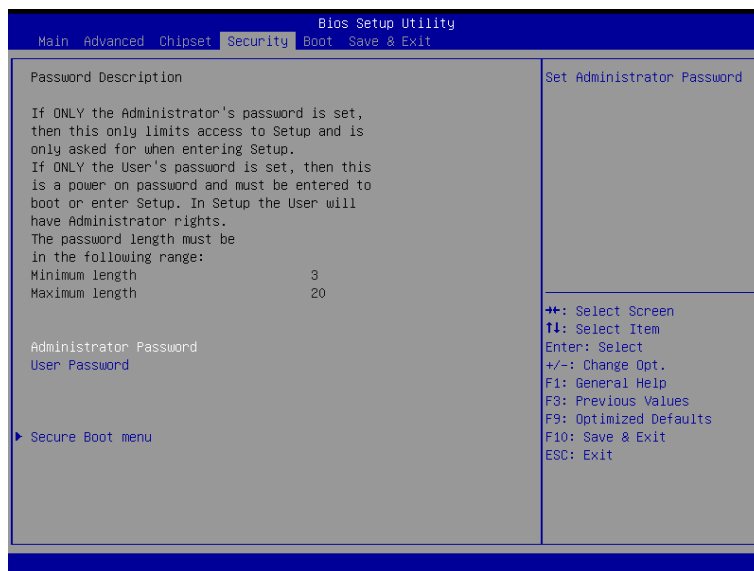 Bios Setup Utility
Main Advanced Chipset Security Boot Save & Exit
Password Description
If ONLY the Administrator's password is set,
then this only limits access to Setup and is
only asked for when entering Setup.
If ONLY the User's password is set, then this
is a power on password and must be entered to
boot or enter Setup. In Setup the User will
have Administrator rights.
The password length must be
in the following range:
Minimum length 3
Maximum length 20
Administrator Password
User Password
Secure Boot menu
Set Administrator Password
→←: Select Screen
↑↓: Select Item
Enter: Select
+/-: Change Opt.
F1: General Help
F3: Previous Values
F9: Optimized Defaults
F10: Save & Exit
ESC: Exit